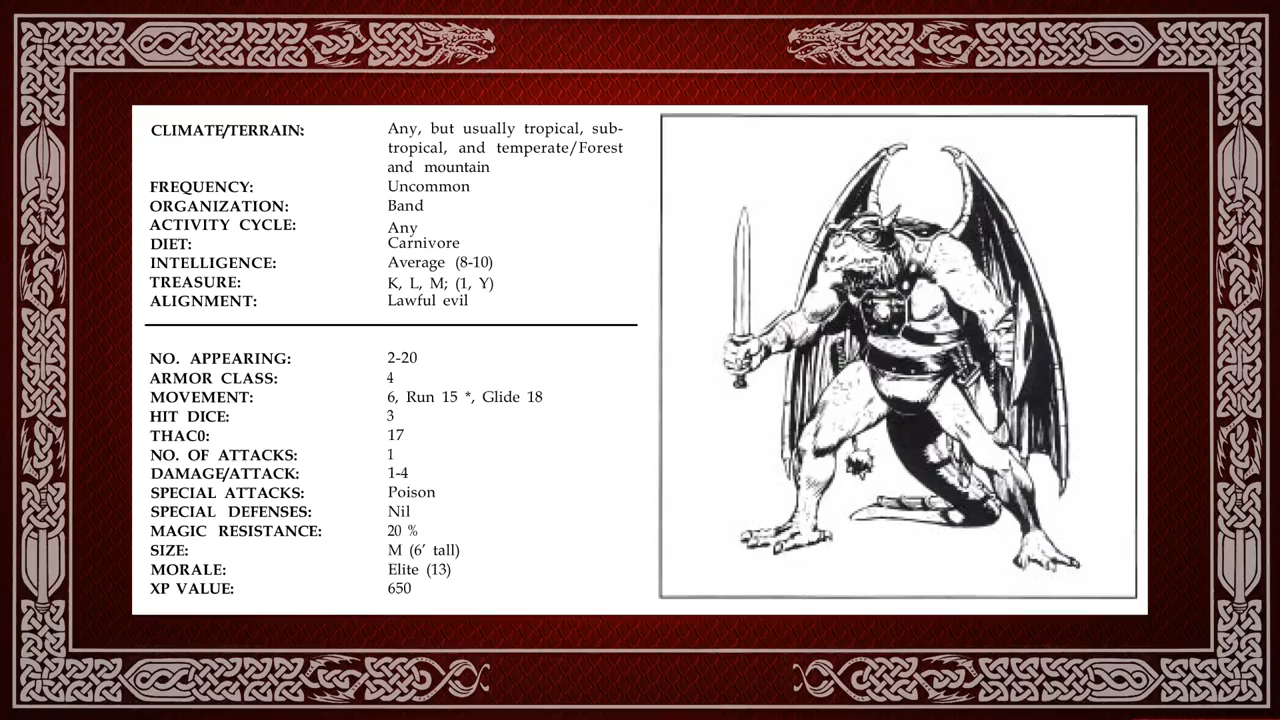 CLIMATE/TERRAIN: Any, but usually tropical, sub-
tropical, and temperate/Forest
and mountain
FREQUENCY: Uncommon
ORGANIZATION: Band
ACTIVITY CYCLE: Any
DIET: Carnivore
INTELLIGENCE: Average (8-10)
TREASURE: K, L, M; (1, Y)
ALIGNMENT: Lawful evil
NO. APPEARING: 2-20
ARMOR CLASS: 4
MOVEMENT: 6, Run 15 *, Glide 18
HIT DICE: 3
THAC0: 17
NO. OF ATTACKS: 1
DAMAGE/ATTACK: 1-4
SPECIAL ATTACKS: Poison
SPECIAL DEFENSES: Nil
MAGIC RESISTANCE: 20 %
SIZE: M (6’ tall)
MORALE: Elite (13)
XP VALUE: 650